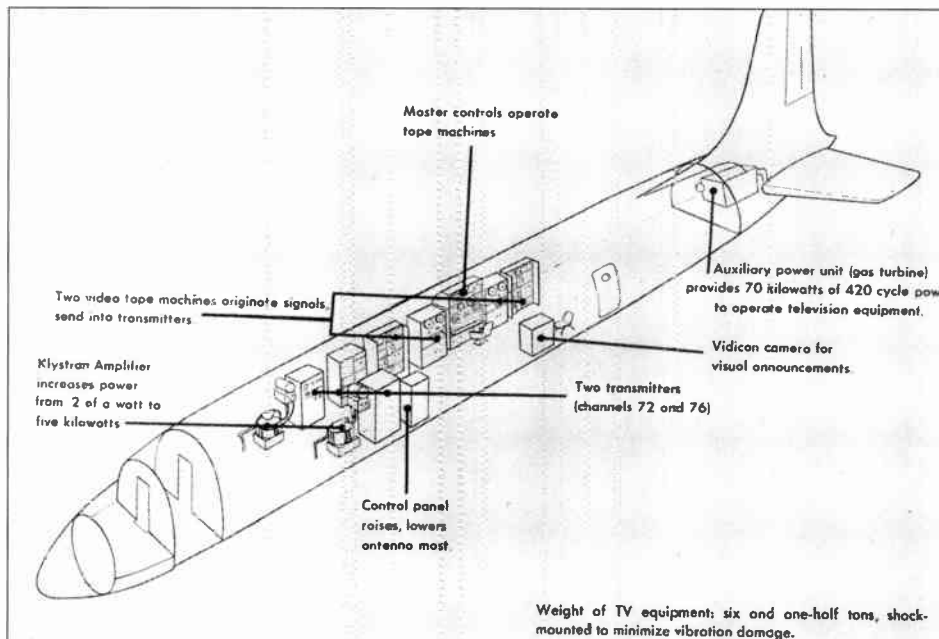 Master controls operate
tape machines
Auxiliary power unit (gas turbine)
provides 70 kilowatts of 420 cycle pow
to operate television equipment.
Two video tape machines originate signals,
send into transmitters.
Vidicon camera for
visual announcements.
Klystron Amplifier
increases power
from 2 of a watt to
five kilowatts
Two transmitters
(channels 72 and 76)
Control panel
raises, lowers
antenna mast.
Weight of TV equipment: six and one-half tons, shock-
mounted to minimize vibration damage.